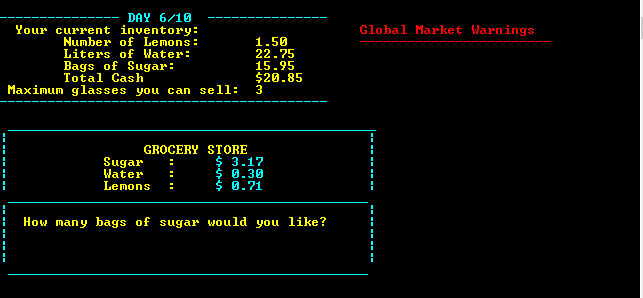 DAY 6/10
Your current inventory:
Number of Lemons: 1.50
Liters of Water: 22.75
Bags of Sugar: 15.95
Total Cash $20.85
Maximum glasses you can sell: 3
Global Market Warnings
GROCERY STORE
Sugar : $ 3.17
Water : $ 0.30
Lemons : $ 0.71
How many bags of sugar would you like?